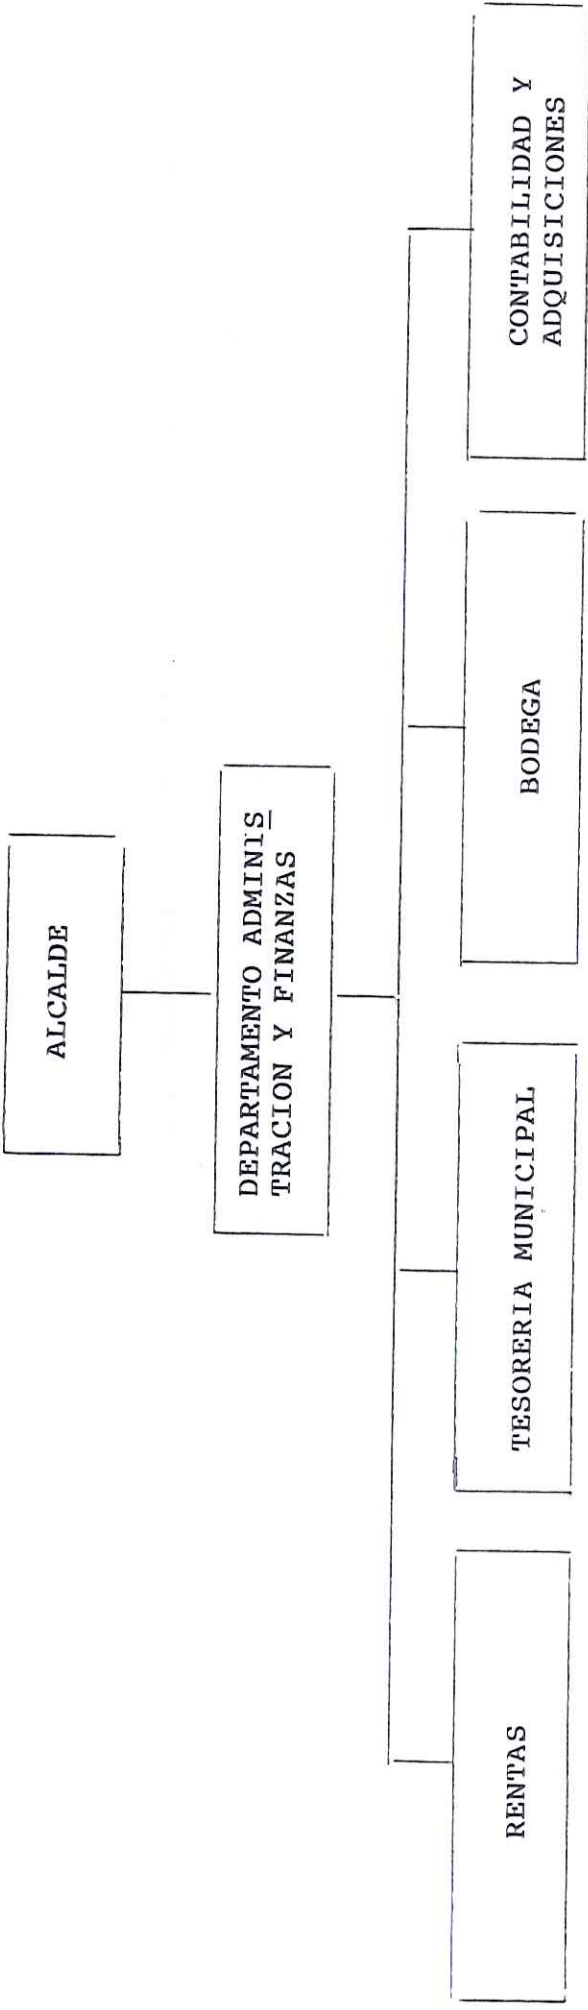 ALCALDE
DEPARTAMENTO ADMINIS
TRACION Y FINANZAS
RENTAS
TESORERIA MUNICIPAL
BODEGA
CONTABILIDAD Y
ADQUISICIONES